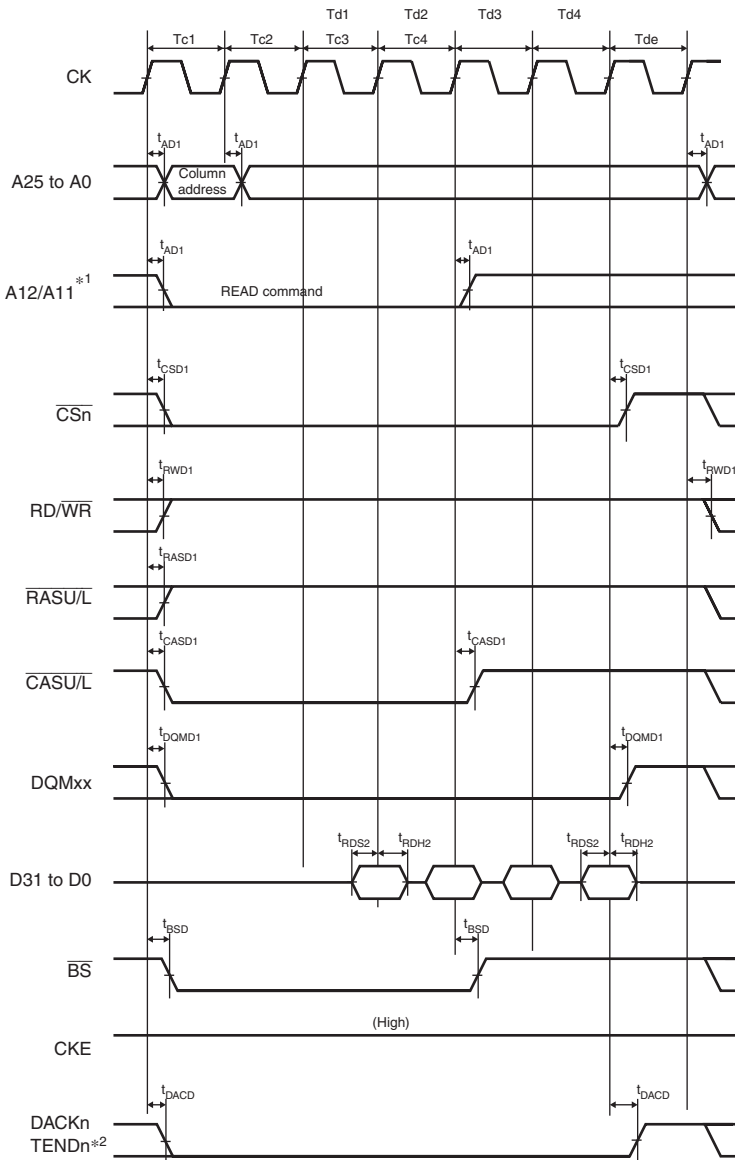 Td1 Td2 Td3 Td4
Tc1 Tc2 Tc3 Tc4 Tde
CK
tAD1 tAD1 tAD1
A25 to A0
Column
address
tAD1 tAD1
A12/A11*1
READ command
tCSD1 tCSD1
CSn
tRWD1 tRWD1
RD/WR
tRASD1
RASU/L
tCASD1 tCASD1
CASU/L
tDQMD1 tDQMD1
DQMxx
tRDS2 tRDH2 tRDS2 tRDH2
D31 to D0
tBSD tBSD
BS
(High)
CKE
tDACD tDACD
DACKn
TENDn*2